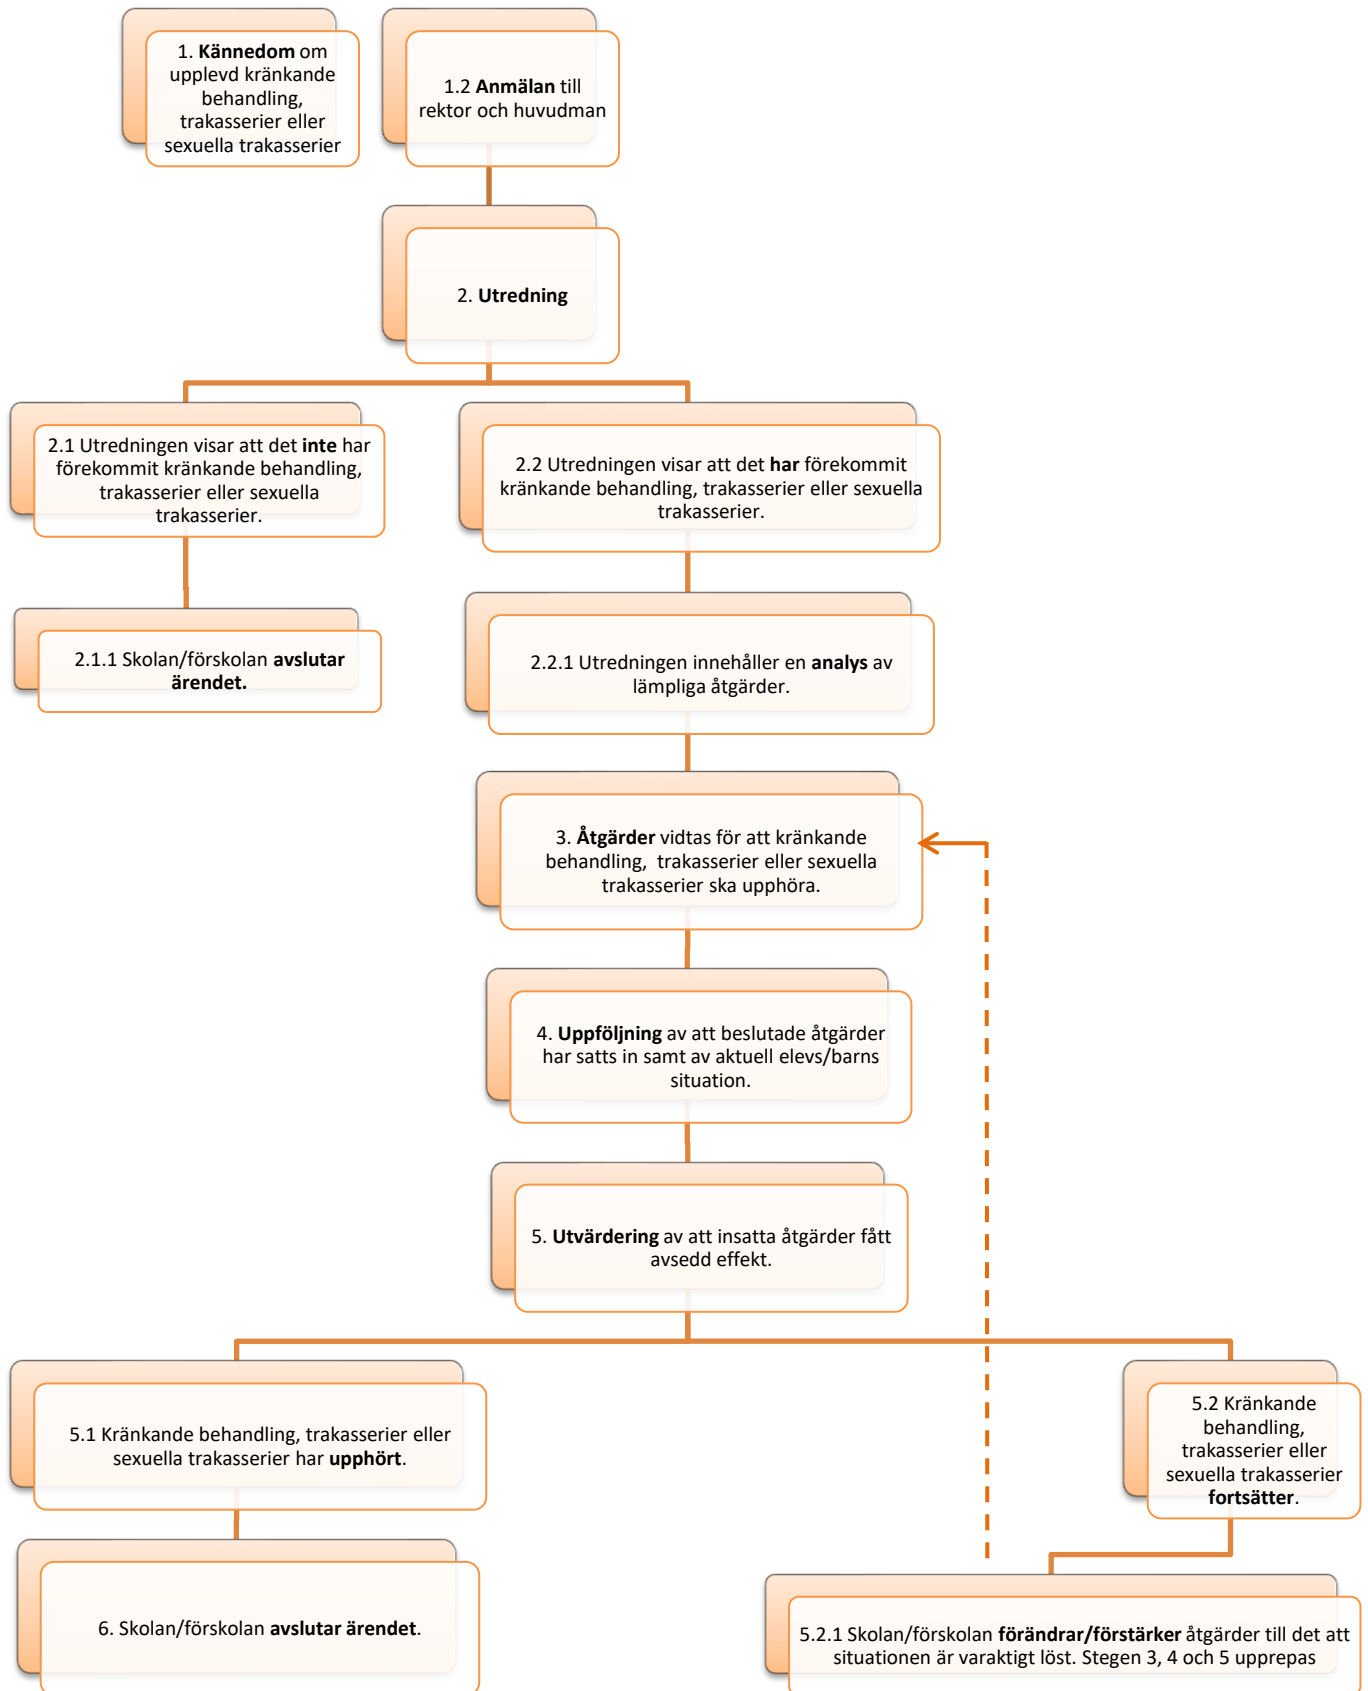 1. Kännedom om
upplevd kränkande
behandling,
trakasserier eller
sexuella trakasserier
1.2 Anmälan till
rektor och huvudman
2. Utredning
2.1 Utredningen visar att det inte har
förekommit kränkande behandling,
trakasserier eller sexuella
trakasserier.
2.2 Utredningen visar att det har förekommit
kränkande behandling, trakasserier eller sexuella
trakasserier.
2.1.1 Skolan/förskolan avslutar
ärendet.
2.2.1 Utredningen innehåller en analys av
lämpliga åtgärder.
3. Åtgärder vidtas för att kränkande
behandling, trakasserier eller sexuella
trakasserier ska upphöra.
4. Uppföljning av att beslutade åtgärder
har satts in samt av aktuell elevs/barns
situation.
5. Utvärdering av att insatta åtgärder fått
avsedd effekt.
5.1 Kränkande behandling, trakasserier eller
sexuella trakasserier har upphört.
5.2 Kränkande
behandling,
trakasserier eller
sexuella trakasserier
fortsätter.
6. Skolan/förskolan avslutar ärendet.
5.2.1 Skolan/förskolan förändrar/förstärker åtgärder till det att
situationen är varaktigt löst. Stegen 3, 4 och 5 upprepas